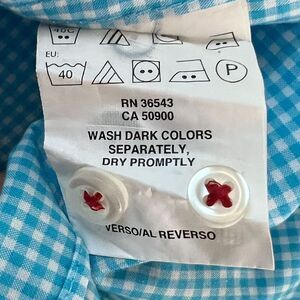 EU:
40
P
RN 36543
CA 50900
WASH DARK COLORS
SEPARATELY,
DRY PROMPTLY
VERSO/AL REVERSO